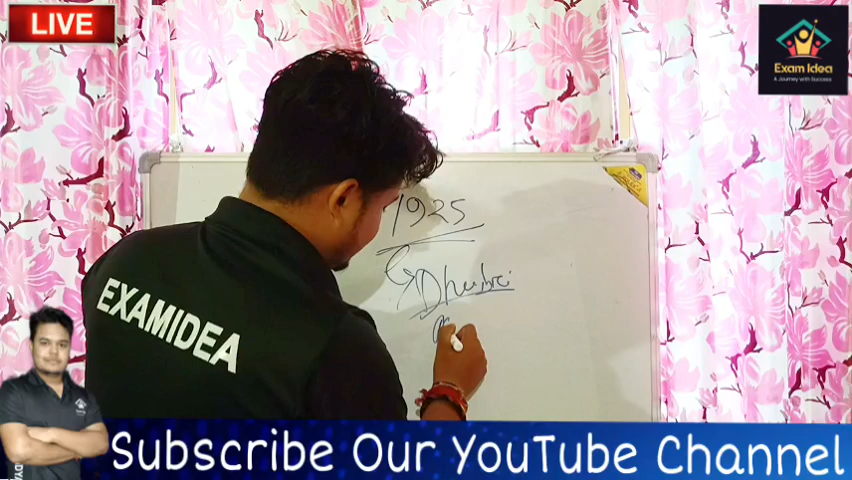 LIVE
Exam Idea
A Journey with Success
1925
Dhubri
EXAMIDEA
Subscribe Our YouTube Channel